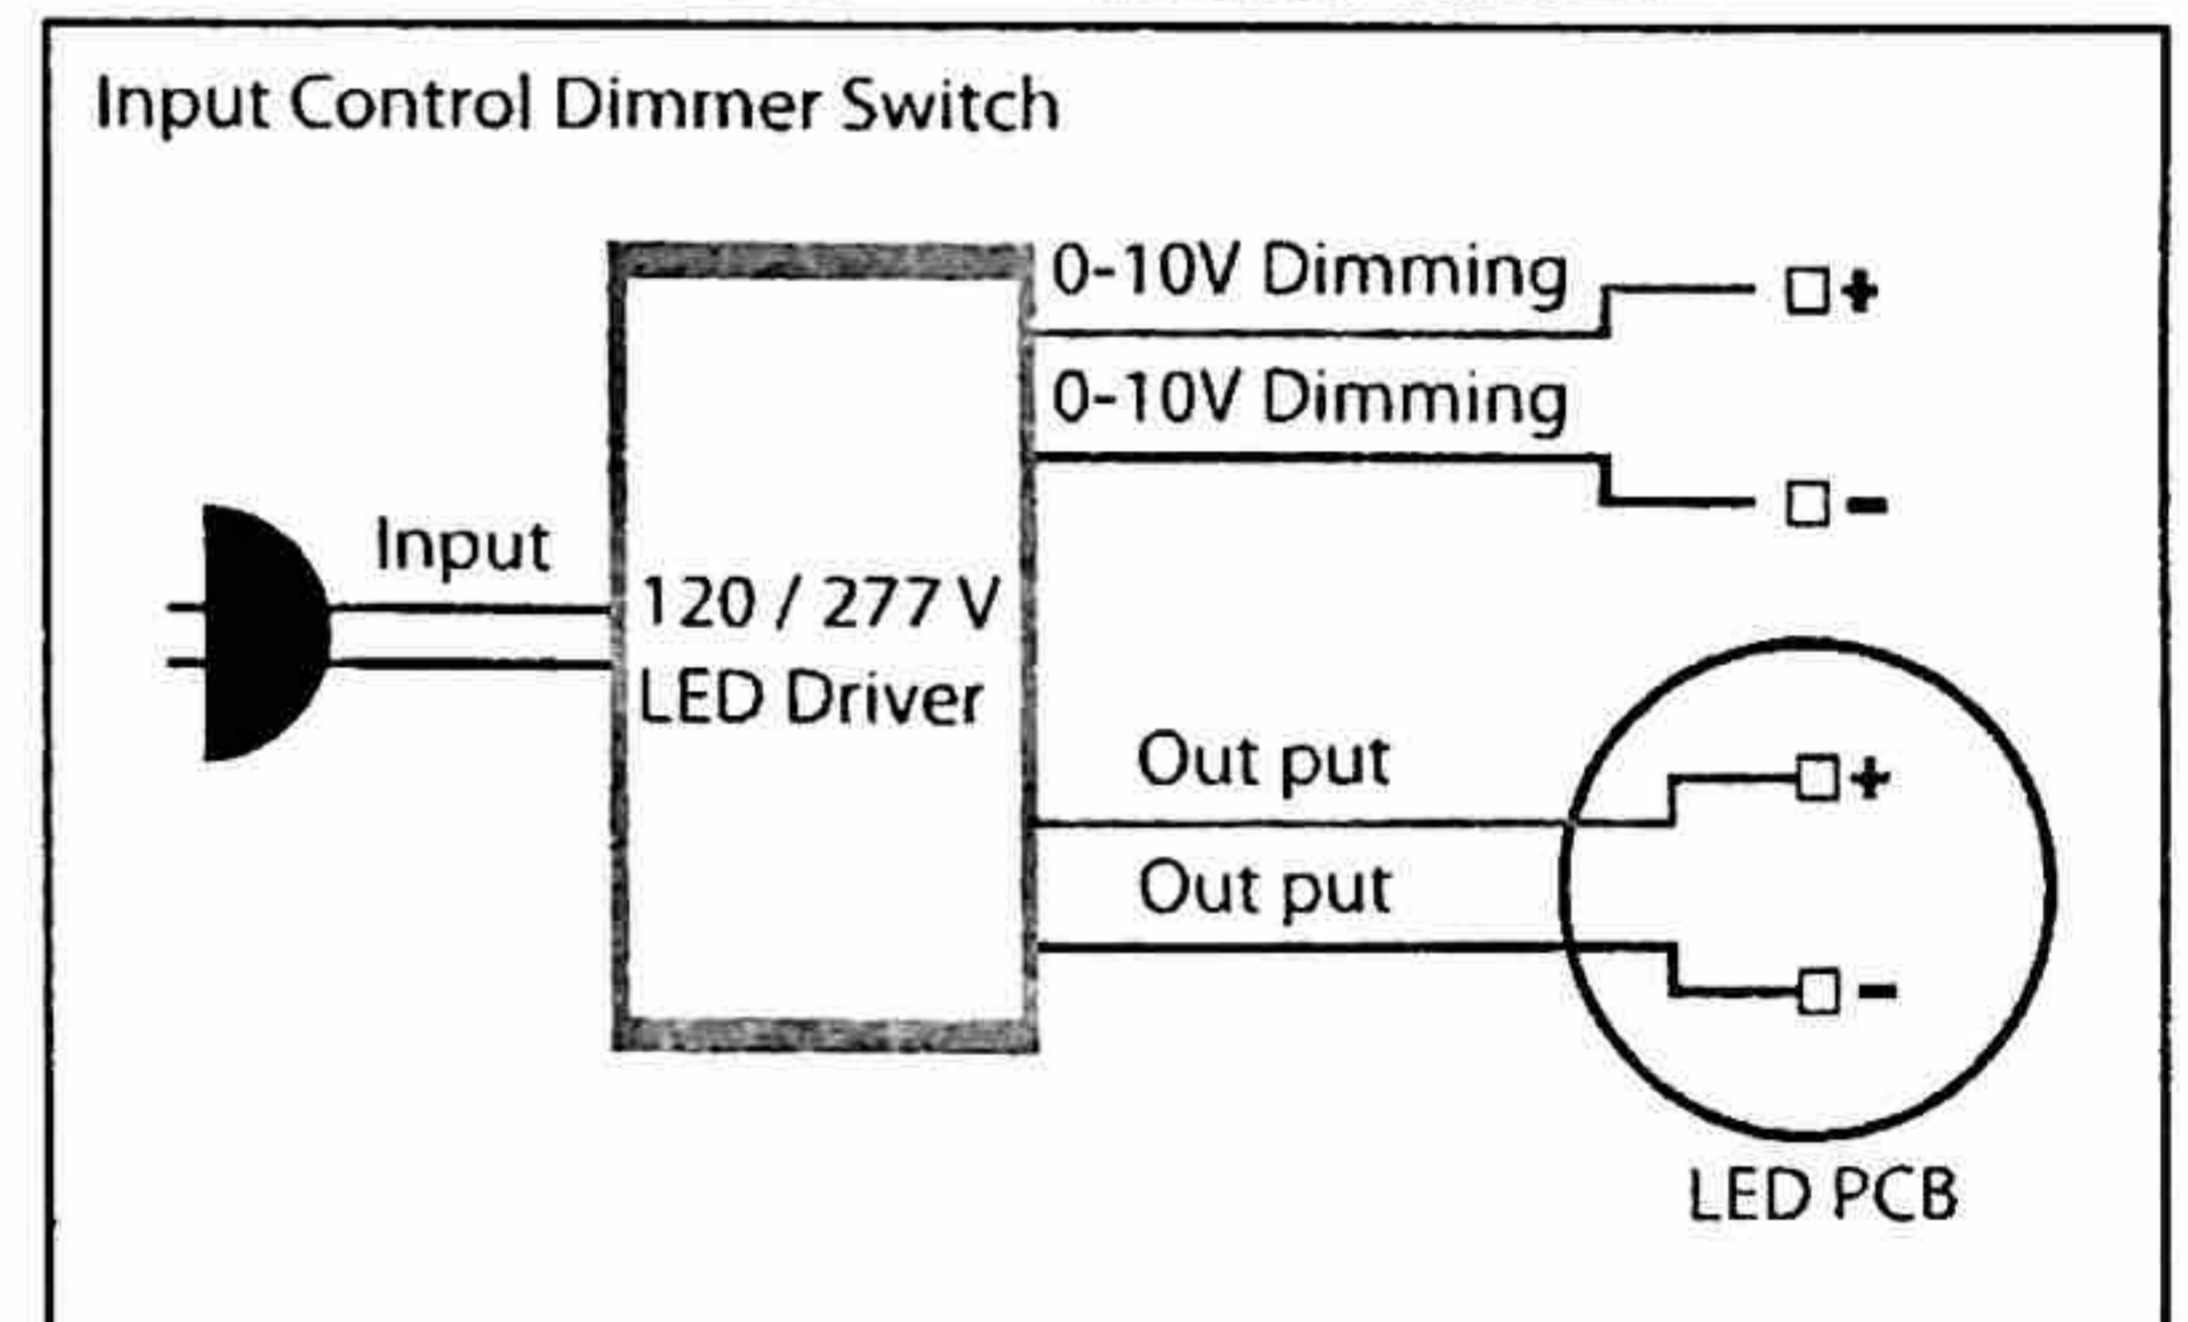 Input Control Dimmer Switch
0-10V Dimming
+
0-10V Dimming
-
Input
120 / 277 V
LED Driver
Out put
+
Out put
-
LED PCB